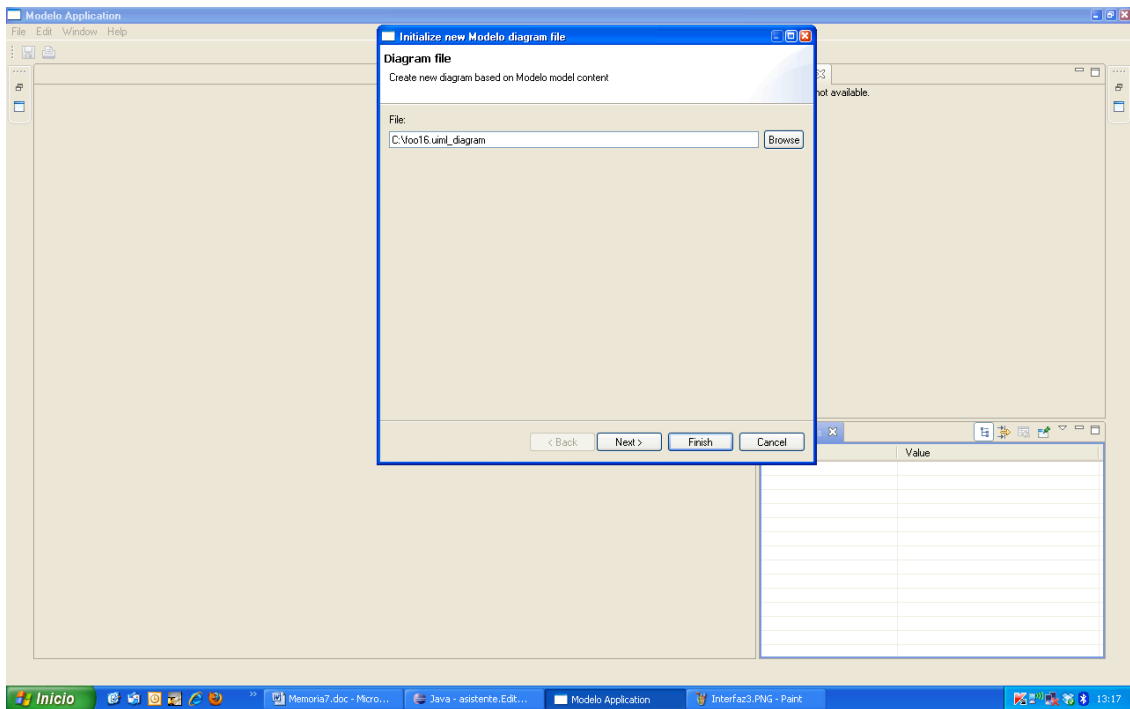 Modelo Application
File Edit Window Help
Initialize new Modelo diagram file
Diagram file
Create new diagram based on Modelo model content
not available.
File:
C:\foo16.uiml_diagram
Browse
< Back Next > Finish Cancel
Value
Inicio
Memoria7.doc - Micro...
Java - asistente.Edit...
Modelo Application
Interfaz3.PNG - Paint
13:17